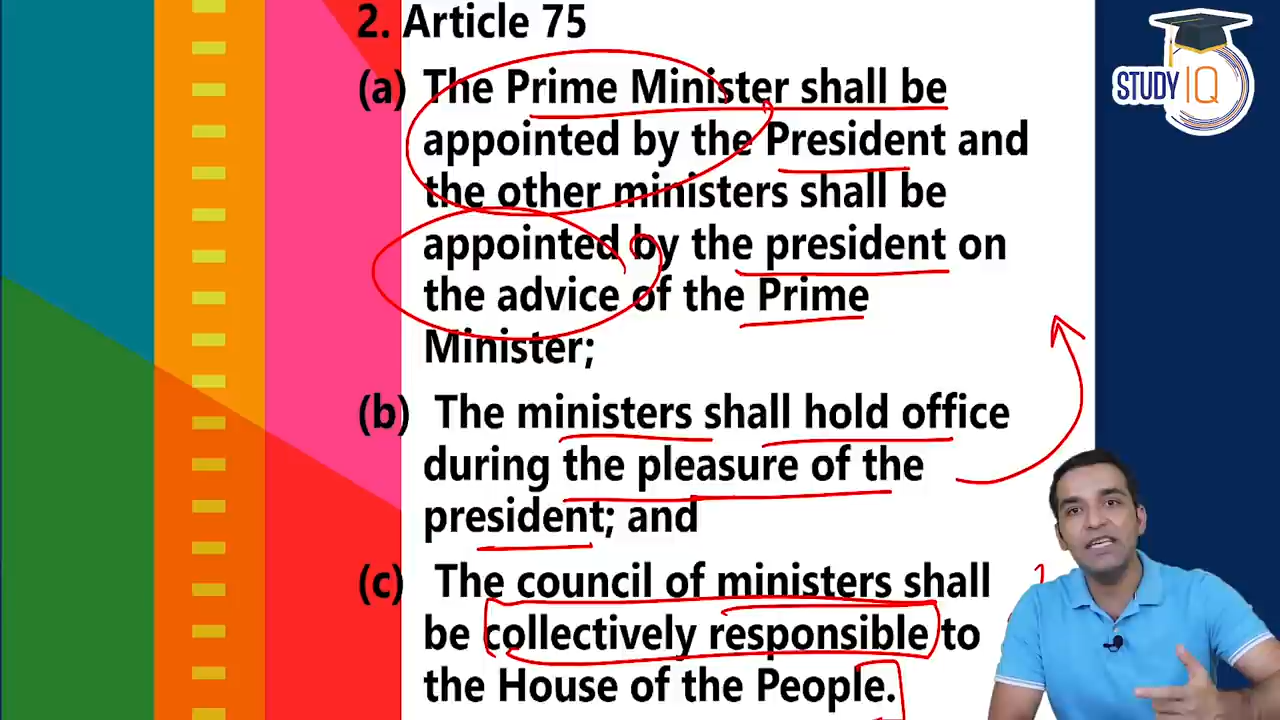 2. Article 75
(a) The Prime Minister shall be
appointed by the President and
the other ministers shall be
appointed by the president on
the advice of the Prime
Minister;
(b) The ministers shall hold office
during the pleasure of the
president; and
(c) The council of ministers shall
be collectively responsible to
the House of the People.
STUDY IQ